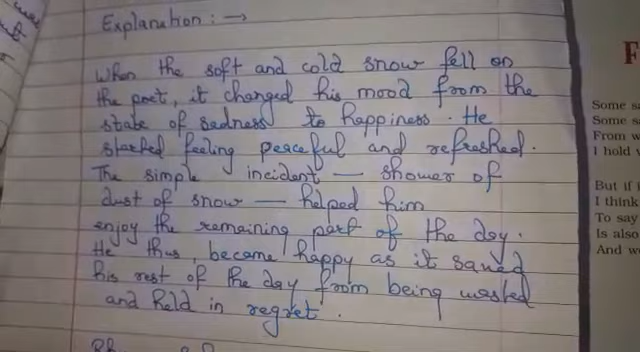 Explanation : →
When the soft and cold snow fell on
the poet, it changed his mood from the
state of sadness to happiness. He
started feeling peaceful and refreshed.
The simple incident — shower of
dust of snow — helped him
enjoy the remaining part of the day.
He thus, became happy as it saved
his rest of the day from being wasted
and held in regret.
F
Some sa
Some sa
From w
I hold w
But if
I think
To say
Is also
And wo